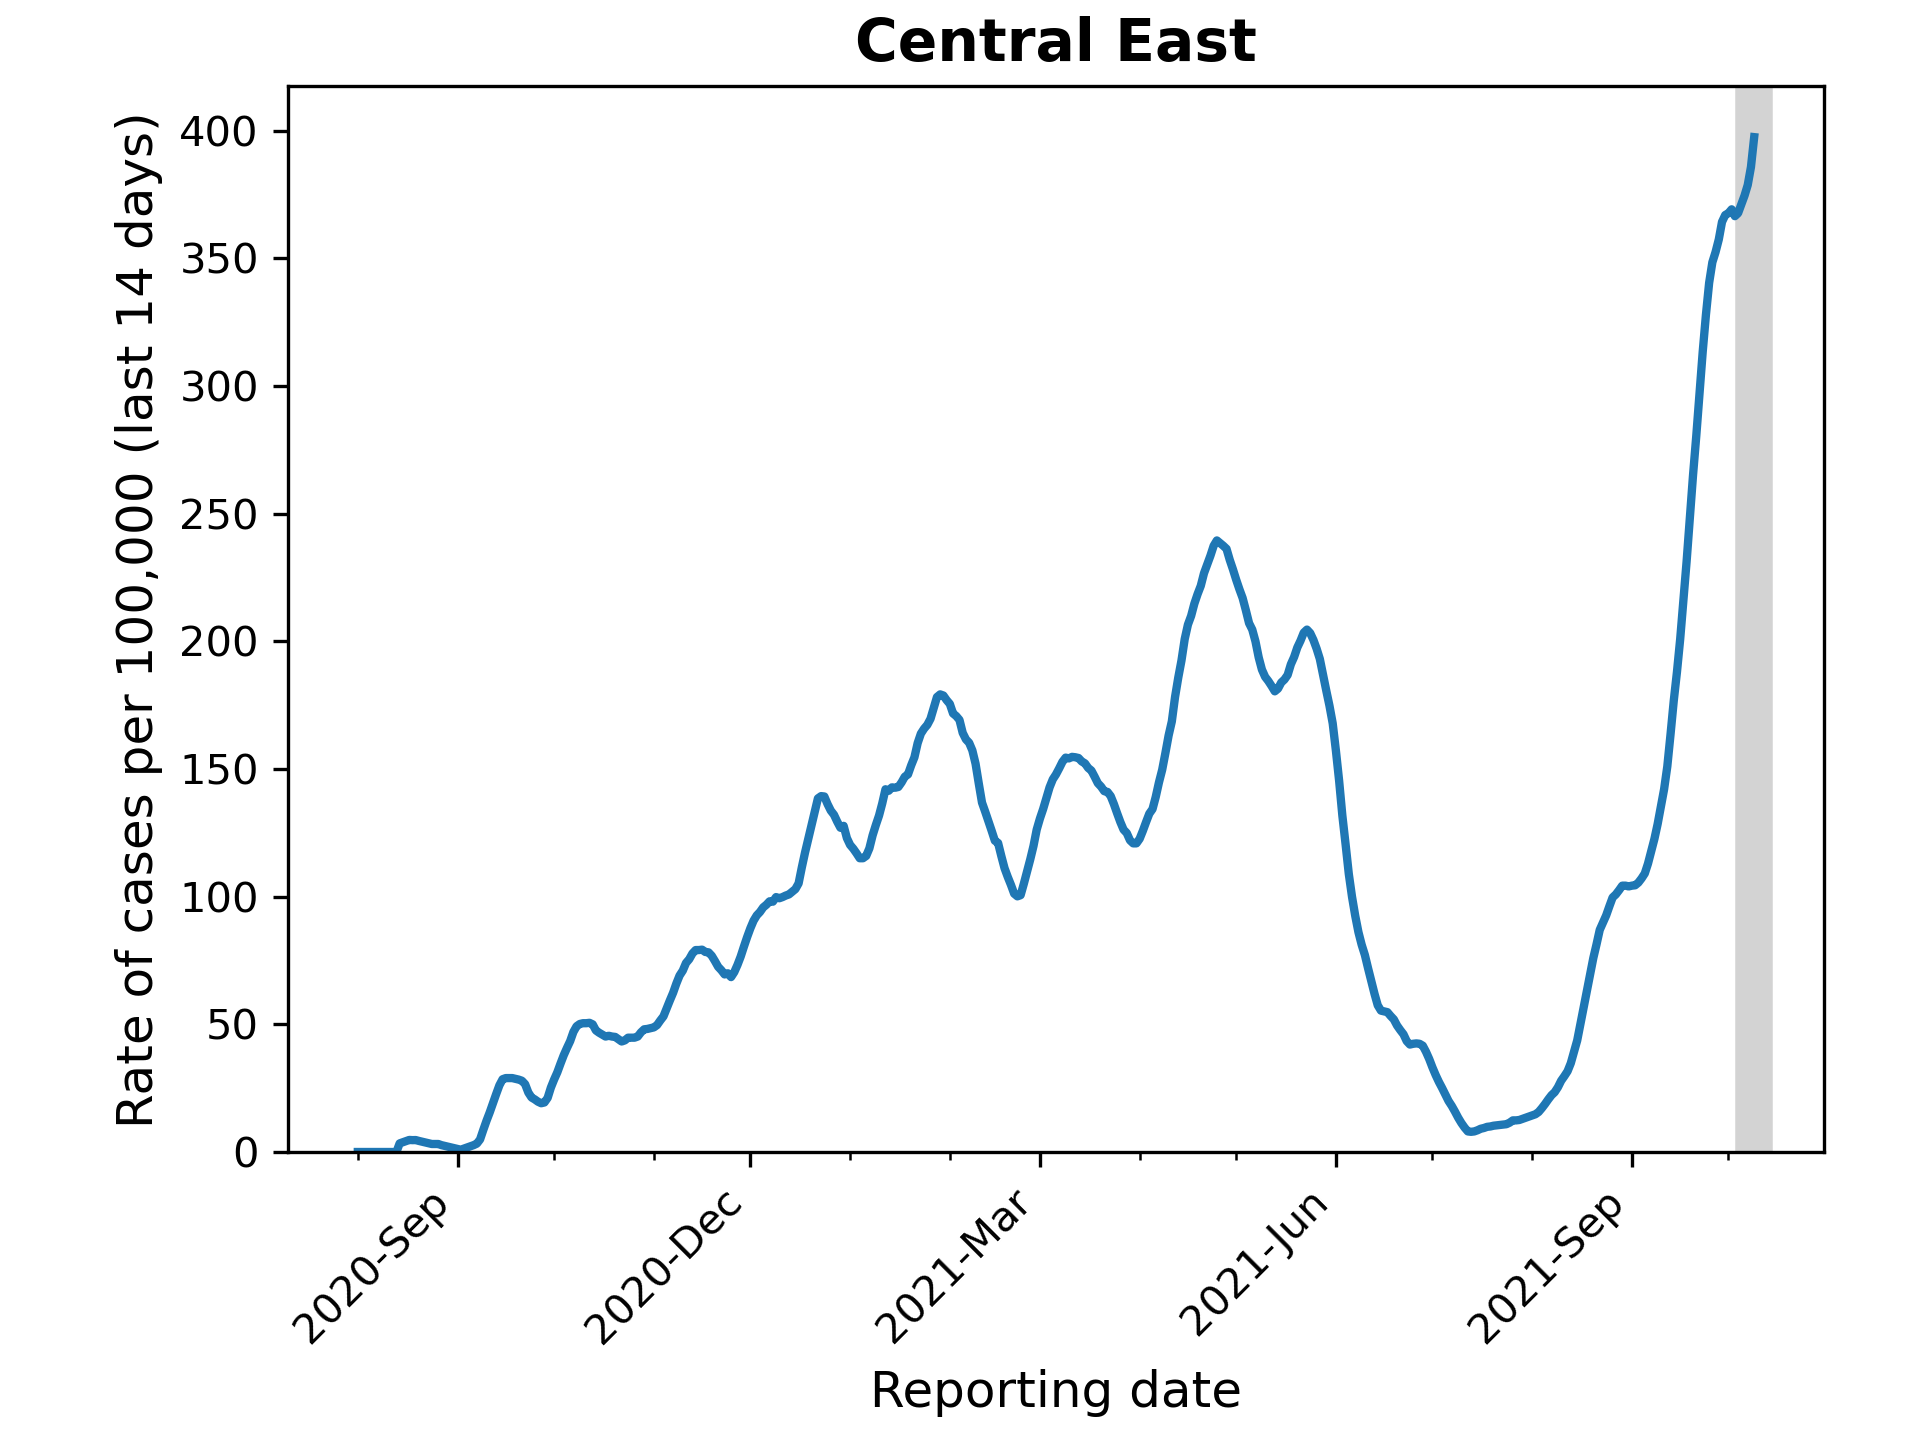 Central East
Rate of cases per 100,000 (last 14 days)
400
350
300
250
200
150
100
50
0
2020-Sep
2020-Dec
2021-Mar
2021-Jun
2021-Sep
Reporting date